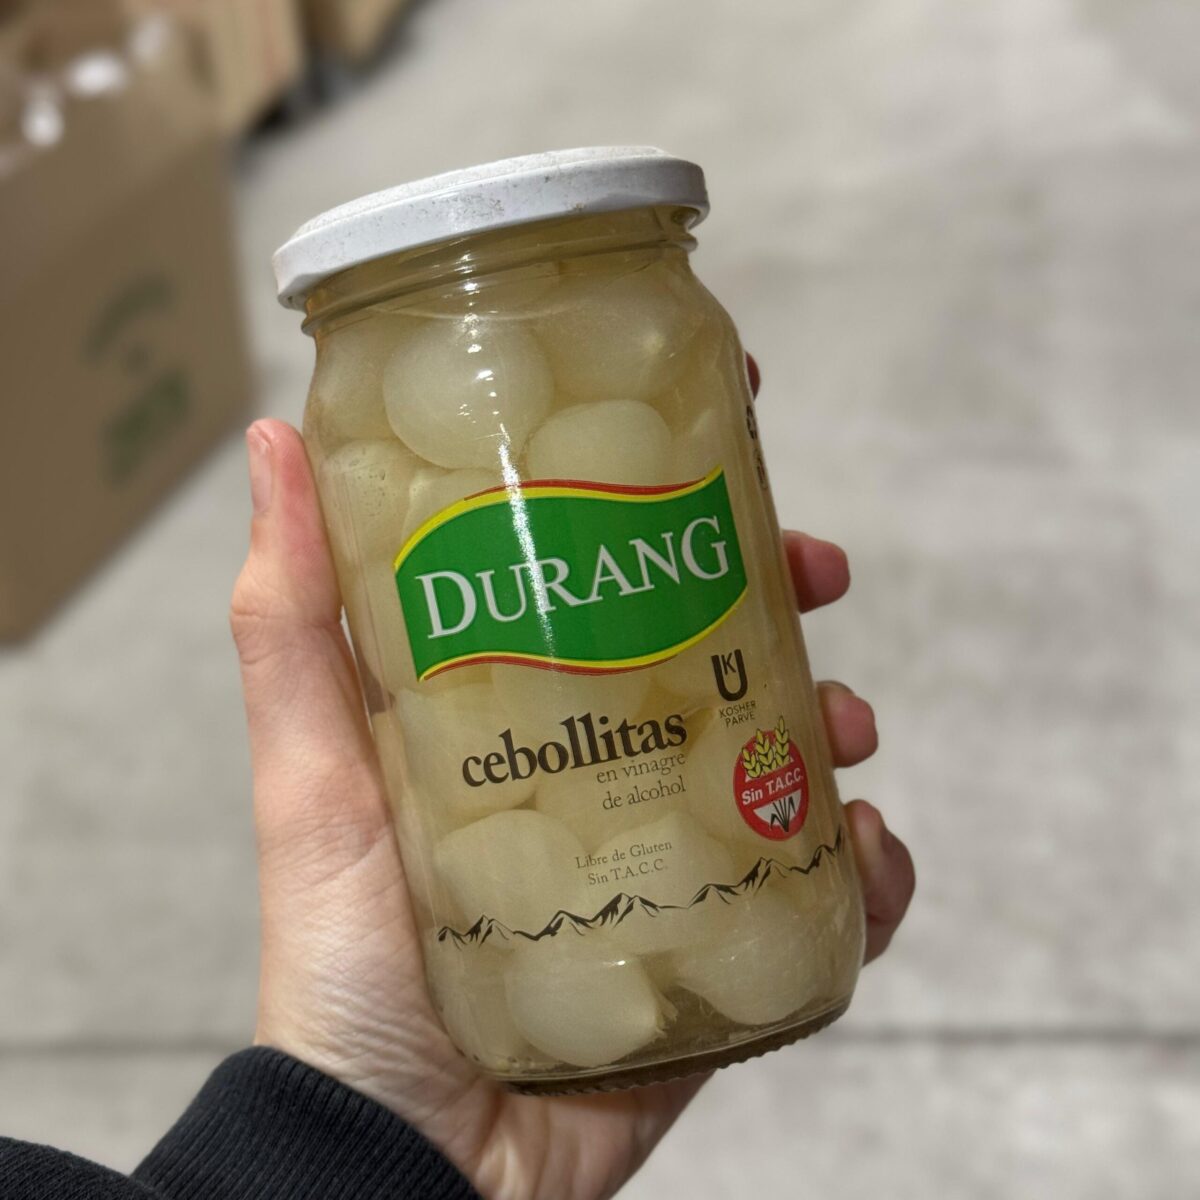 DURANG
K
U
KOSHER
PARVE
cebollitas
en vinagre
de alcohol
Sin T.A.C.C.
Libre de Gluten
Sin T.A.C.C.